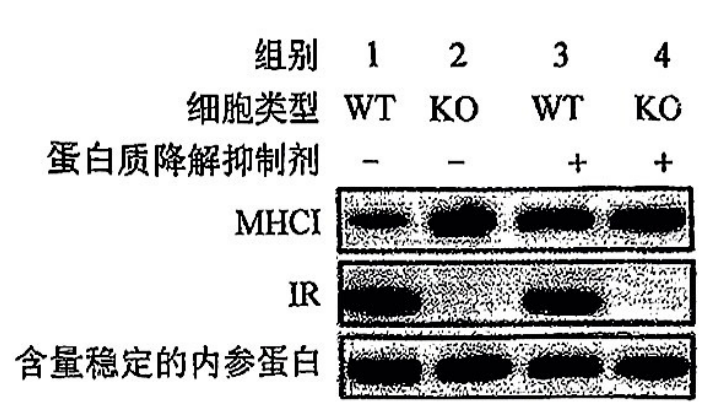 组别 1 2 3 4
细胞类型 WT KO WT KO
蛋白质降解抑制剂 - - + +
MHCI
IR
含量稳定的内参蛋白